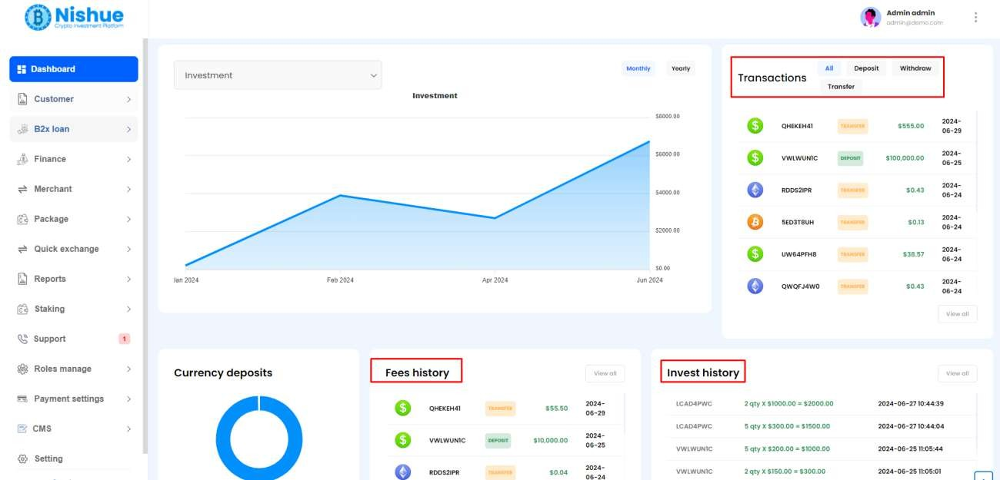 Nishue
Crypto Investment Platform
Admin admin
admin@demo.com
Dashboard
Customer
B2x loan
Finance
Merchant
Package
Quick exchange
Reports
Staking
Support 1
Roles manage
Payment settings
CMS
Setting
Investment
Monthly Yearly
Investment
$8000.00
$6000.00
$4000.00
$2000.00
$0.00
Jan 2024 Feb 2024 Apr 2024 Jun 2024
Transactions All Deposit Withdraw
Transfer
QHEKEH41 TRANSFER $555.00 2024-
06-29
VWLWUN1C DEPOSIT $100,000.00 2024-
06-25
RDDS2IPR TRANSFER $0.43 2024-
06-24
5ED3T8UH TRANSFER $0.13 2024-
06-24
UW64PFH8 TRANSFER $38.57 2024-
06-24
QWQFJ4W0 TRANSFER $0.43 2024-
06-24
View all
Currency deposits
Fees history View all
QHEKEH41 TRANSFER $55.50 2024-
06-29
VWLWUN1C DEPOSIT $10,000.00 2024-
06-25
RDDS2IPR TRANSFER $0.04 2024-
06-24
Invest history View all
LCAD4PWC 2 qty X $1000.00 = $2000.00 2024-06-27 10:44:39
LCAD4PWC 5 qty X $300.00 = $1500.00 2024-06-27 10:44:04
VWLWUN1C 5 qty X $200.00 = $1000.00 2024-06-25 11:05:44
VWLWUN1C 2 qty X $150.00 = $300.00 2024-06-25 11:05:01